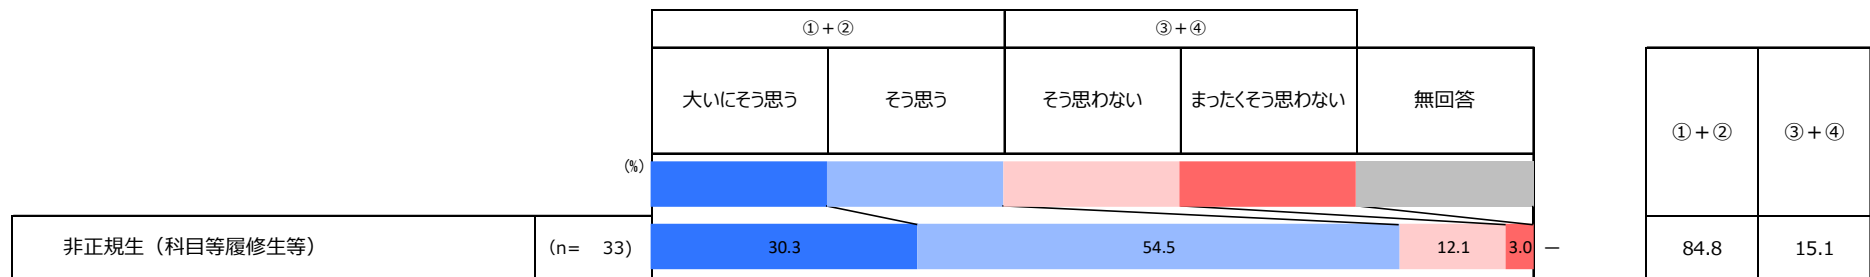 ①+② ③+④
大いにそう思う そう思う そう思わない まったくそう思わない 無回答 ①+② ③+④
(%)
非正規生（科目等履修生等） (n= 33) 30.3 54.5 12.1 3.0 － 84.8 15.1